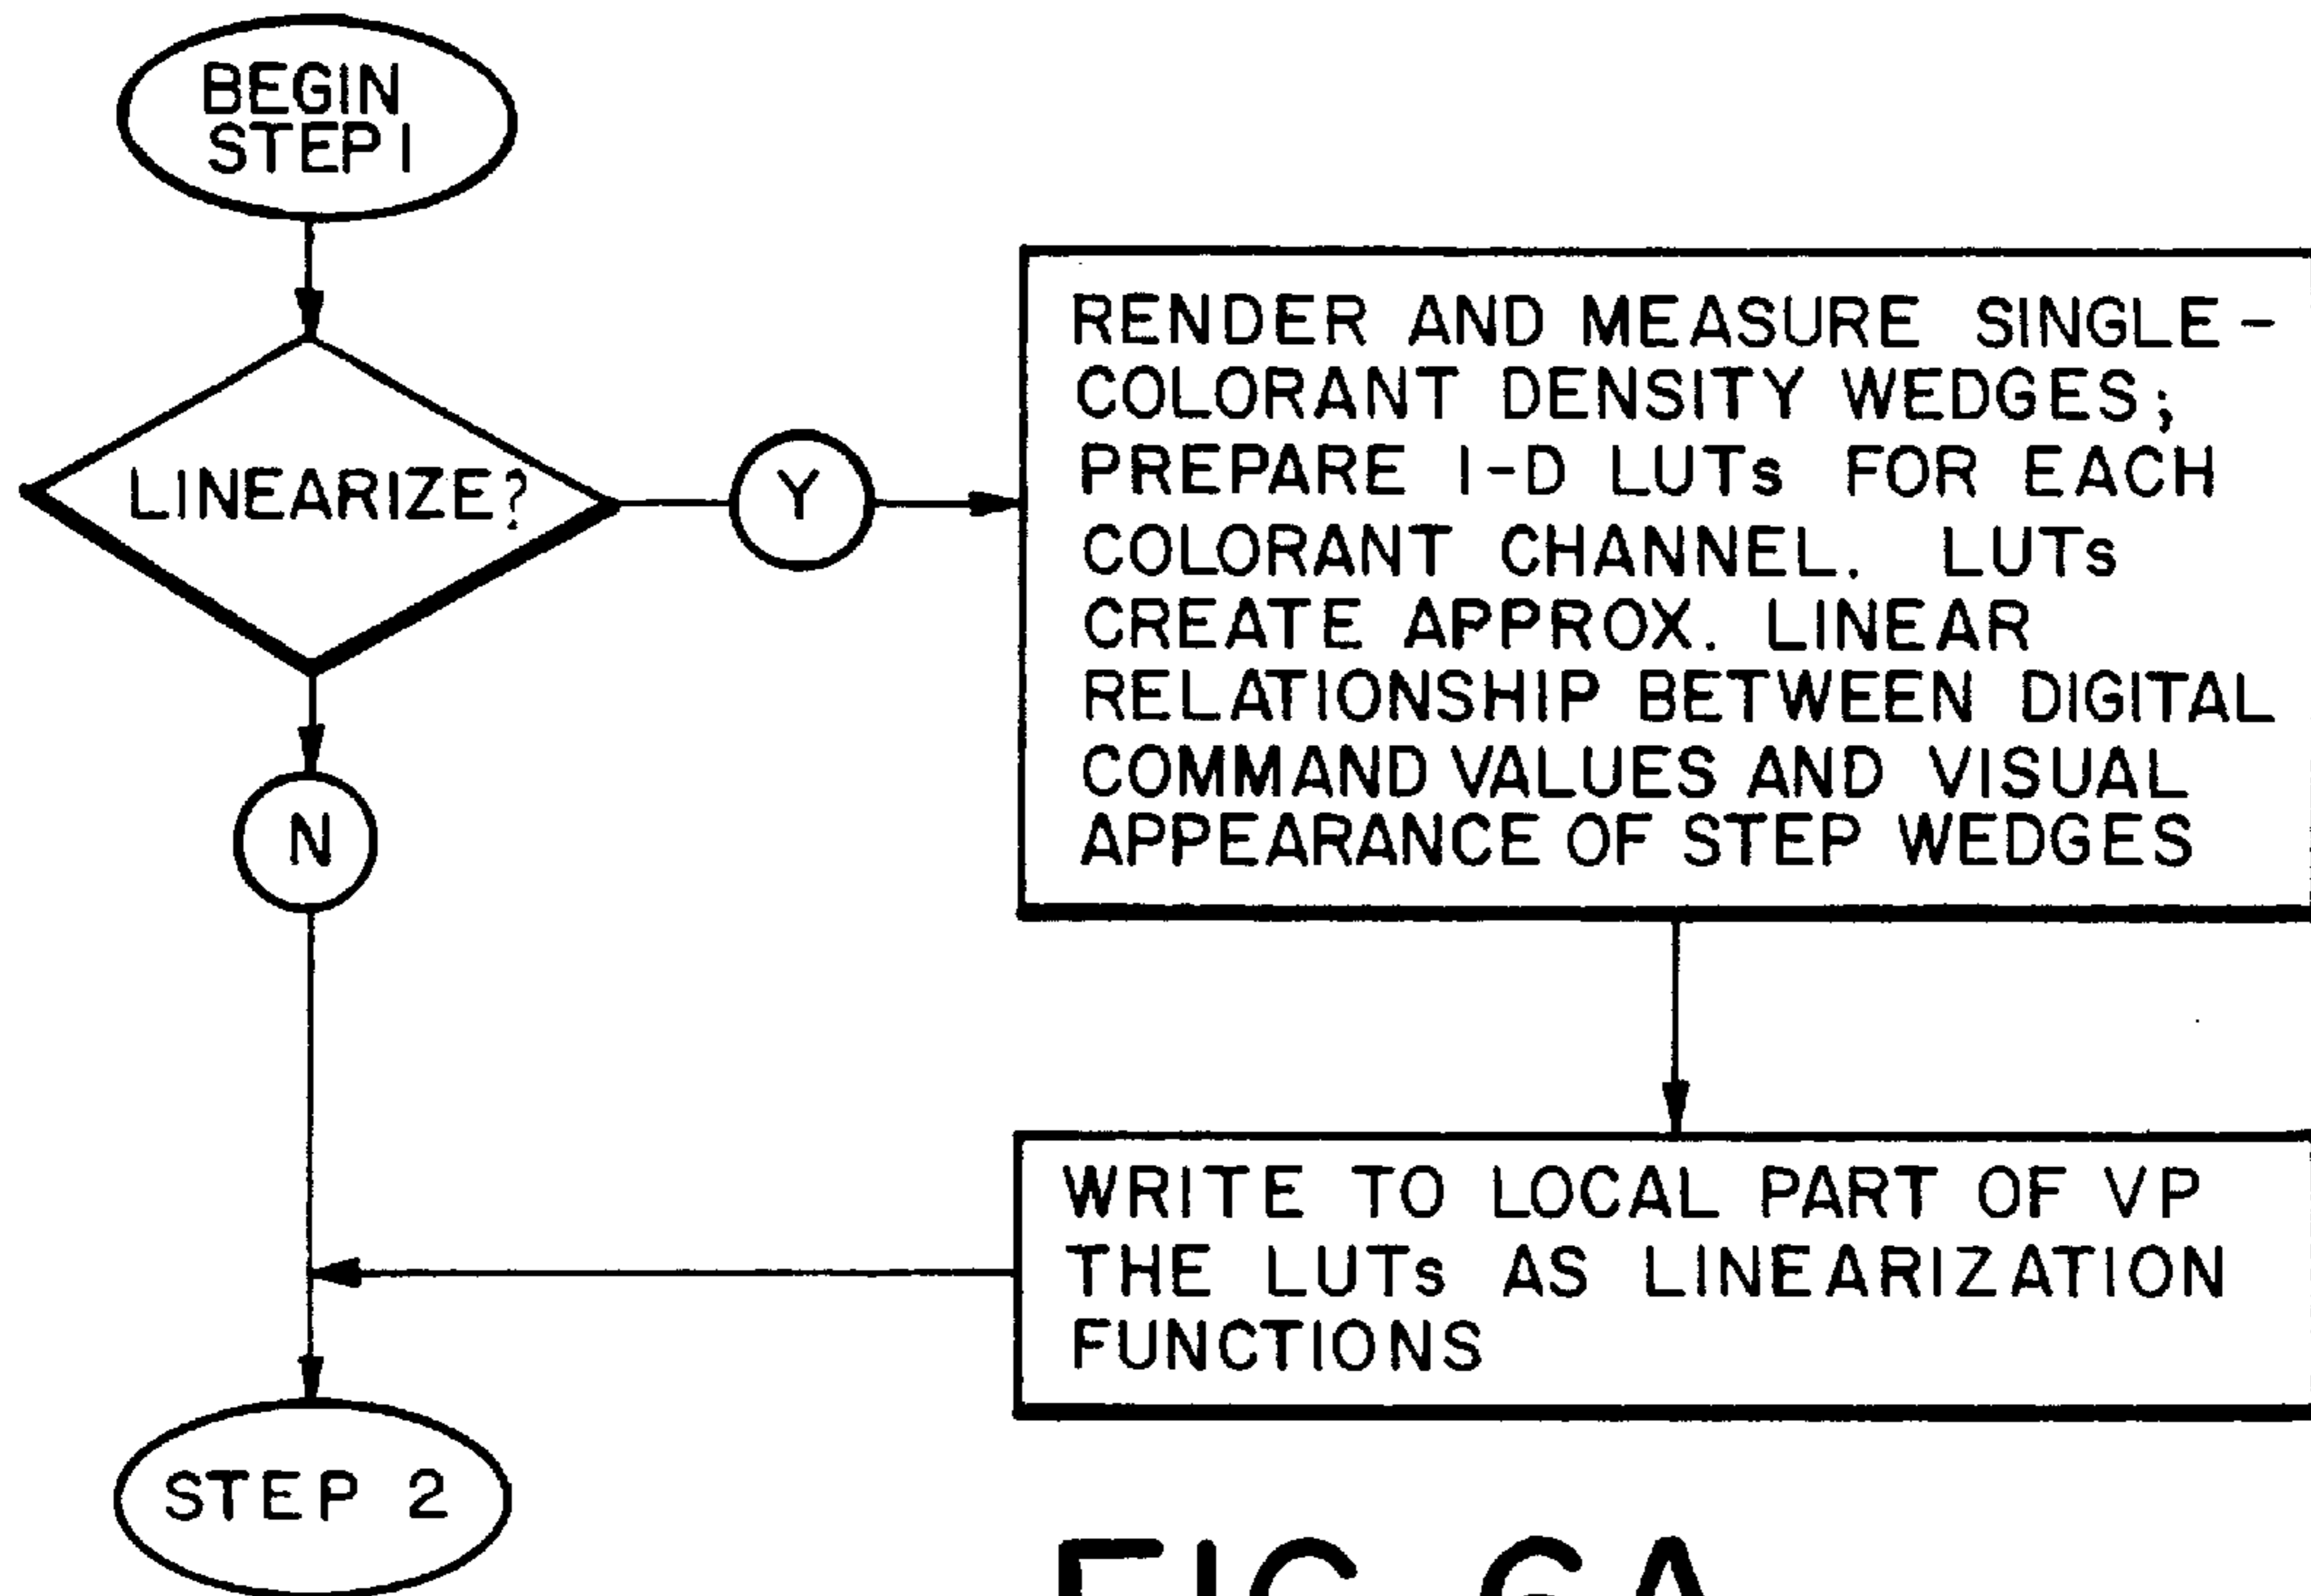 BEGIN
STEP 1
LINEARIZE?
Y
N
RENDER AND MEASURE SINGLE-
COLORANT DENSITY WEDGES;
PREPARE 1-D LUTs FOR EACH
COLORANT CHANNEL. LUTs
CREATE APPROX. LINEAR
RELATIONSHIP BETWEEN DIGITAL
COMMAND VALUES AND VISUAL
APPEARANCE OF STEP WEDGES
WRITE TO LOCAL PART OF VP
THE LUTs AS LINEARIZATION
FUNCTIONS
STEP 2
FIG. 6A